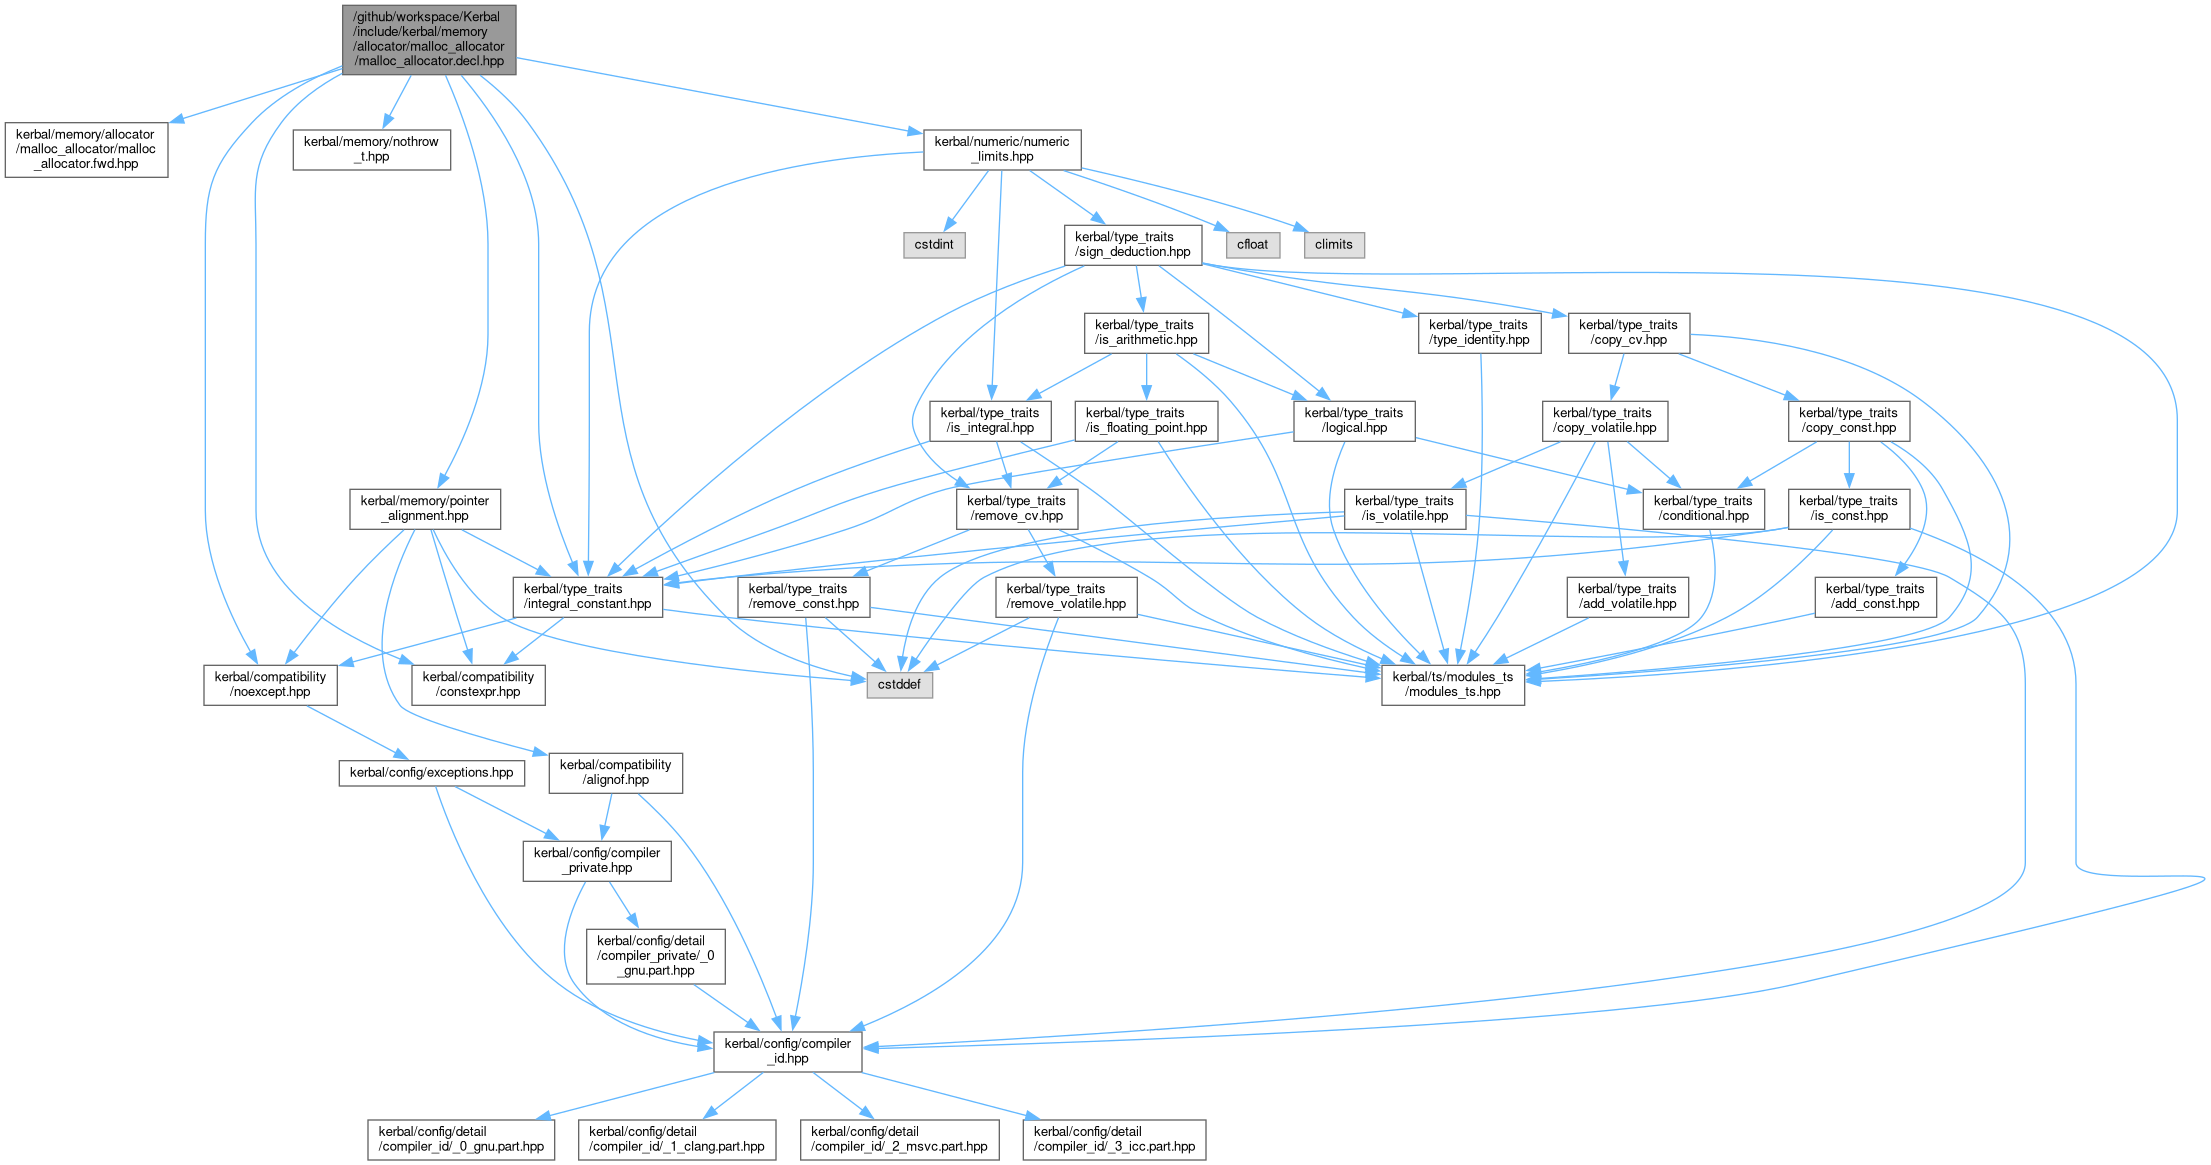 /github/workspace/Kerbal
/include/kerbal/memory
/allocator/malloc_allocator
/malloc_allocator.decl.hpp
kerbal/memory/allocator
/malloc_allocator/malloc
_allocator.fwd.hpp
kerbal/memory/nothrow
_t.hpp
kerbal/numeric/numeric
_limits.hpp
cstdint
kerbal/type_traits
/sign_deduction.hpp
cfloat
climits
kerbal/type_traits
/is_arithmetic.hpp
kerbal/type_traits
/type_identity.hpp
kerbal/type_traits
/copy_cv.hpp
kerbal/type_traits
/is_integral.hpp
kerbal/type_traits
/is_floating_point.hpp
kerbal/type_traits
/logical.hpp
kerbal/type_traits
/copy_volatile.hpp
kerbal/type_traits
/copy_const.hpp
kerbal/memory/pointer
_alignment.hpp
kerbal/type_traits
/remove_cv.hpp
kerbal/type_traits
/is_volatile.hpp
kerbal/type_traits
/conditional.hpp
kerbal/type_traits
/is_const.hpp
kerbal/type_traits
/integral_constant.hpp
kerbal/type_traits
/remove_const.hpp
kerbal/type_traits
/remove_volatile.hpp
kerbal/type_traits
/add_volatile.hpp
kerbal/type_traits
/add_const.hpp
kerbal/compatibility
/noexcept.hpp
kerbal/compatibility
/constexpr.hpp
cstddef
kerbal/ts/modules_ts
/modules_ts.hpp
kerbal/config/exceptions.hpp
kerbal/compatibility
/alignof.hpp
kerbal/config/compiler
_private.hpp
kerbal/config/detail
/compiler_private/_0
_gnu.part.hpp
kerbal/config/compiler
_id.hpp
kerbal/config/detail
/compiler_id/_0_gnu.part.hpp
kerbal/config/detail
/compiler_id/_1_clang.part.hpp
kerbal/config/detail
/compiler_id/_2_msvc.part.hpp
kerbal/config/detail
/compiler_id/_3_icc.part.hpp